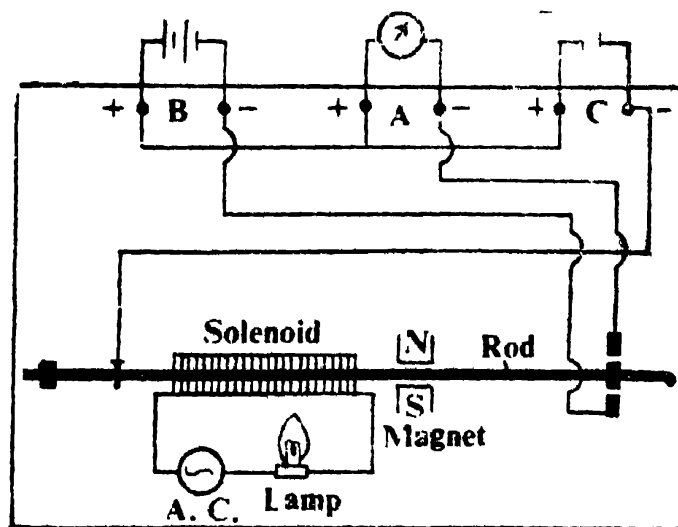 + B - + A - + C -
Solenoid
N
Rod
S
Magnet
A. C. Lamp